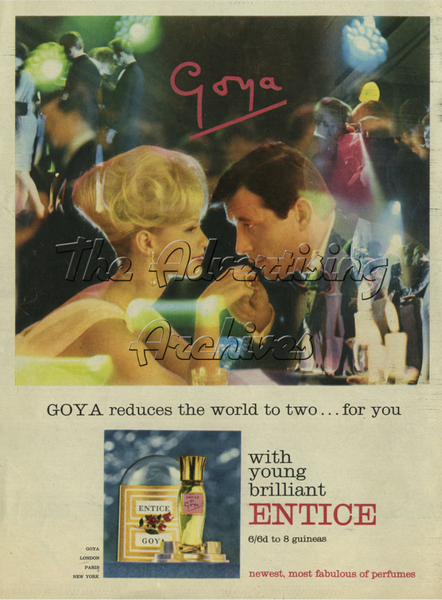 Goya
The Advertising
Archives
GOYA reduces the world to two...for you
with
young
brilliant
ENTICE
6/6d to 8 guineas
ENTICE
GOYA
Goya
GOYA
LONDON
PARIS
NEW YORK
newest, most fabulous of perfumes